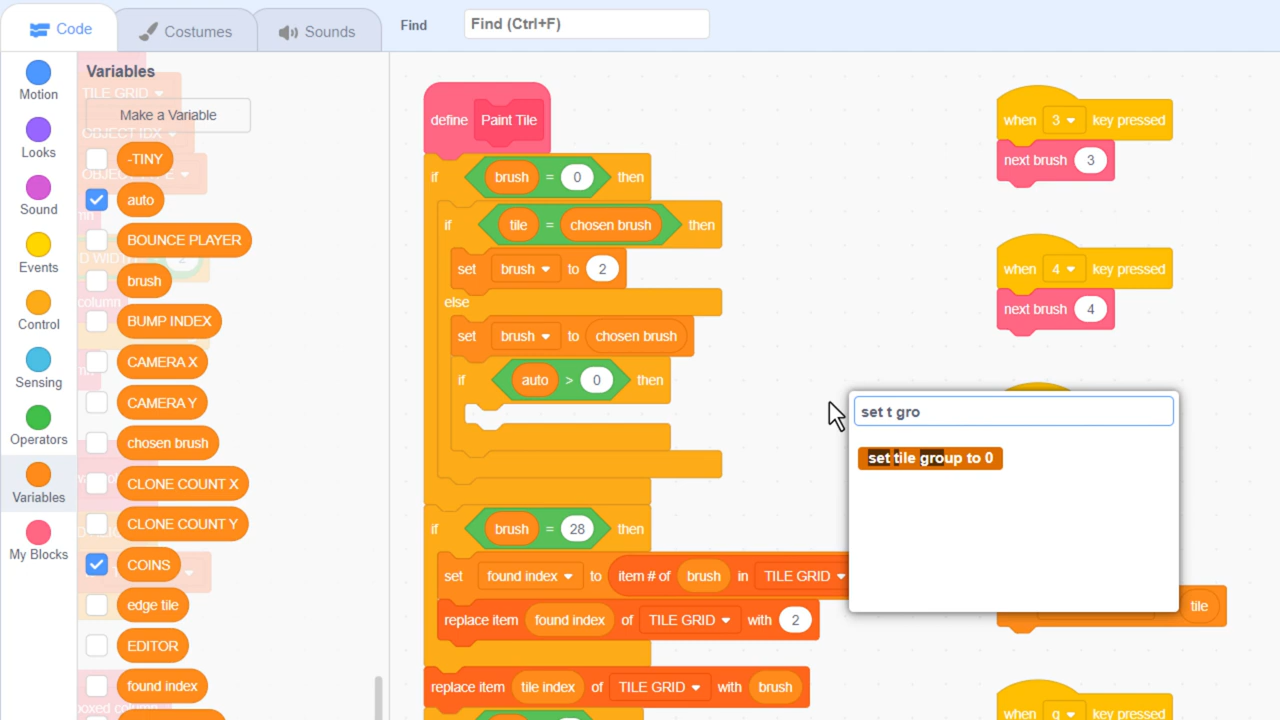 Code
Costumes
Sounds
Find
Find (Ctrl+F)
Motion
Looks
Sound
Events
Control
Sensing
Operators
Variables
My Blocks
Variables
TILE GRID
Make a Variable
OBJECT IDX
-TINY
auto
BOUNCE PLAYER
brush
BUMP INDEX
CAMERA X
CAMERA Y
chosen brush
CLONE COUNT X
CLONE COUNT Y
COINS
edge tile
EDITOR
found index
define Paint Tile
if brush = 0 then
if tile = chosen brush then
set brush to 2
else
set brush to chosen brush
if auto > 0 then
if brush = 28 then
set found index to item # of brush in TILE GRID
replace item found index of TILE GRID with 2
replace item tile index of TILE GRID with brush
when 3 key pressed
next brush 3
when 4 key pressed
next brush 4
set t gro
set tile group to 0
tile
when q key pressed